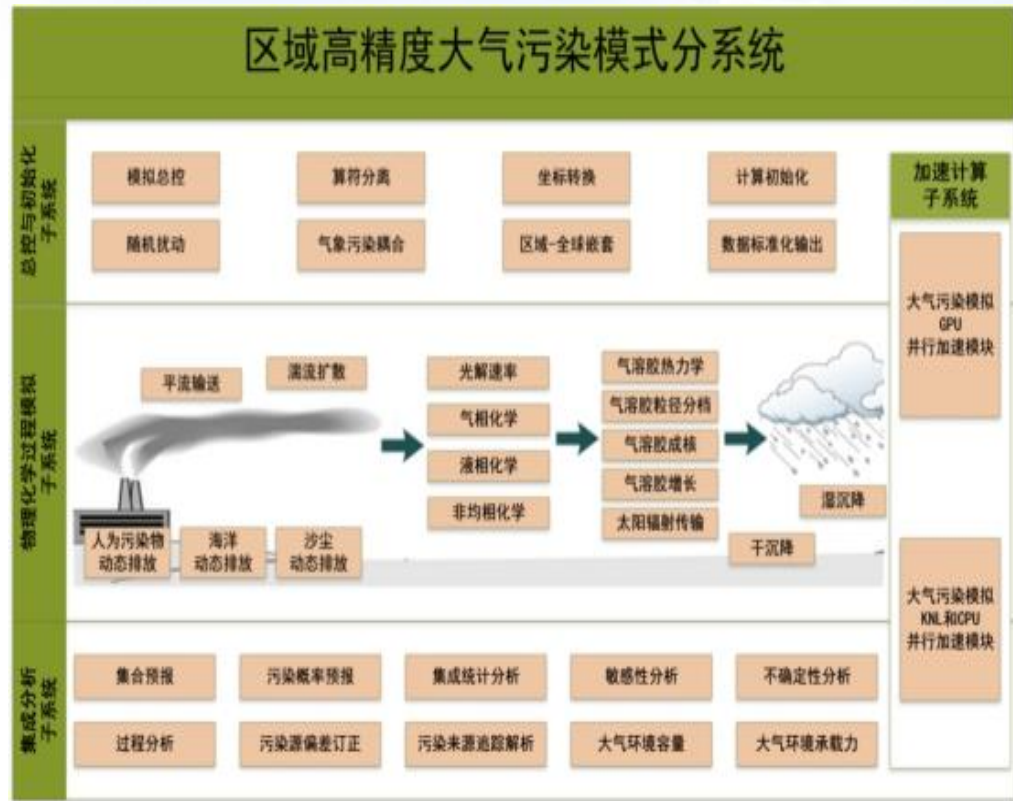 区域高精度大气污染模式分系统
总控与初始化
子系统
模拟总控
算符分离
坐标转换
计算初始化
随机扰动
气象污染耦合
区域-全球嵌套
数据标准化输出
加速计算
子系统
大气污染模拟
GPU
并行加速模块
大气污染模拟
KNL和CPU
并行加速模块
物理化学过程模拟
子系统
平流输送
湍流扩散
人为污染物
动态排放
海洋
动态排放
沙尘
动态排放
光解速率
气相化学
液相化学
非均相化学
气溶胶热力学
气溶胶粒径分档
气溶胶成核
气溶胶增长
太阳辐射传输
湿沉降
干沉降
集成分析
子系统
集合预报
污染概率预报
集成统计分析
敏感性分析
不确定性分析
过程分析
污染源偏差订正
污染来源追踪解析
大气环境容量
大气环境承载力